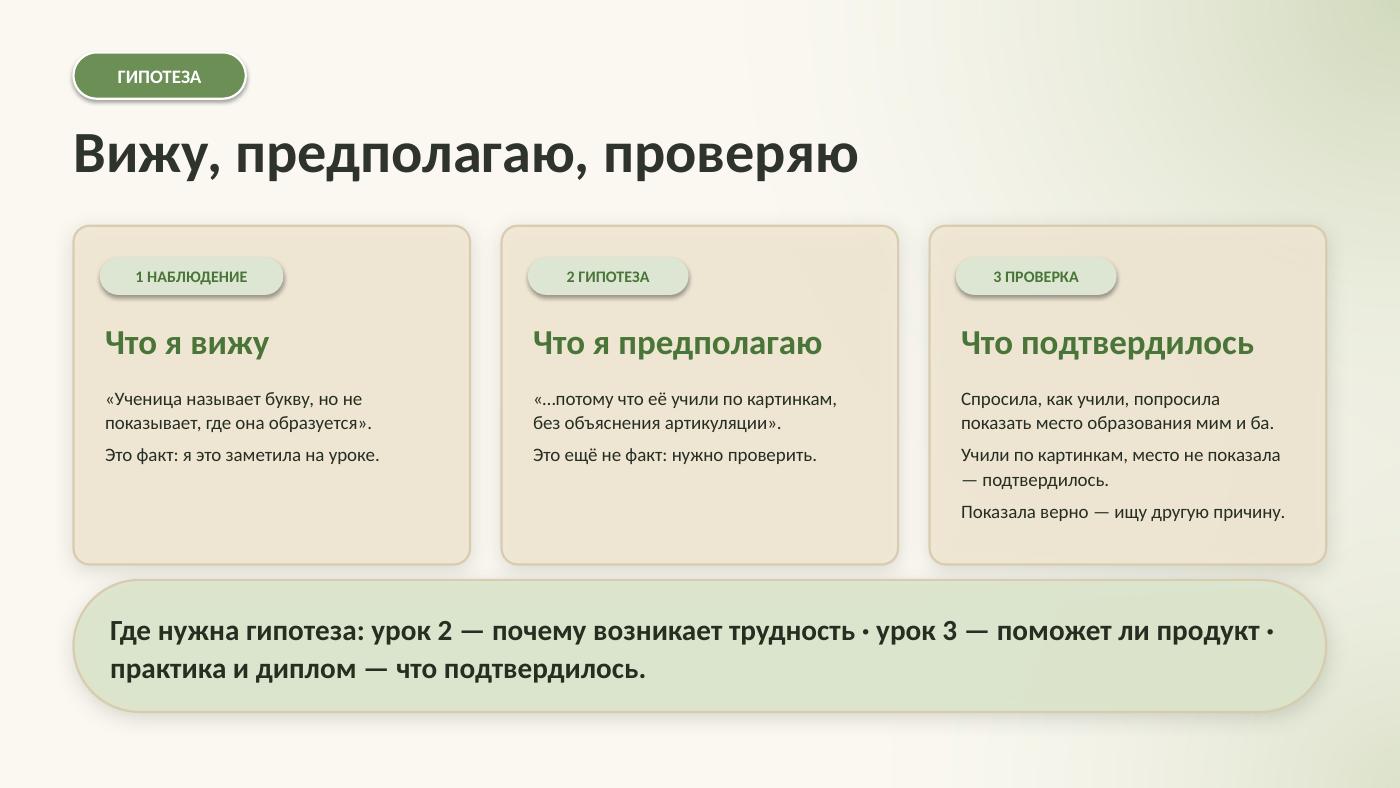 ГИПОТЕЗА
Вижу, предполагаю, проверяю
1 НАБЛЮДЕНИЕ
Что я вижу
«Ученица называет букву, но не
показывает, где она образуется».
Это факт: я это заметила на уроке.
2 ГИПОТЕЗА
Что я предполагаю
«…потому что её учили по картинкам,
без объяснения артикуляции».
Это ещё не факт: нужно проверить.
3 ПРОВЕРКА
Что подтвердилось
Спросила, как учили, попросила
показать место образования мим и ба.
Учили по картинкам, место не показала
— подтвердилось.
Показала верно — ищу другую причину.
Где нужна гипотеза: урок 2 — почему возникает трудность · урок 3 — поможет ли продукт ·
практика и диплом — что подтвердилось.